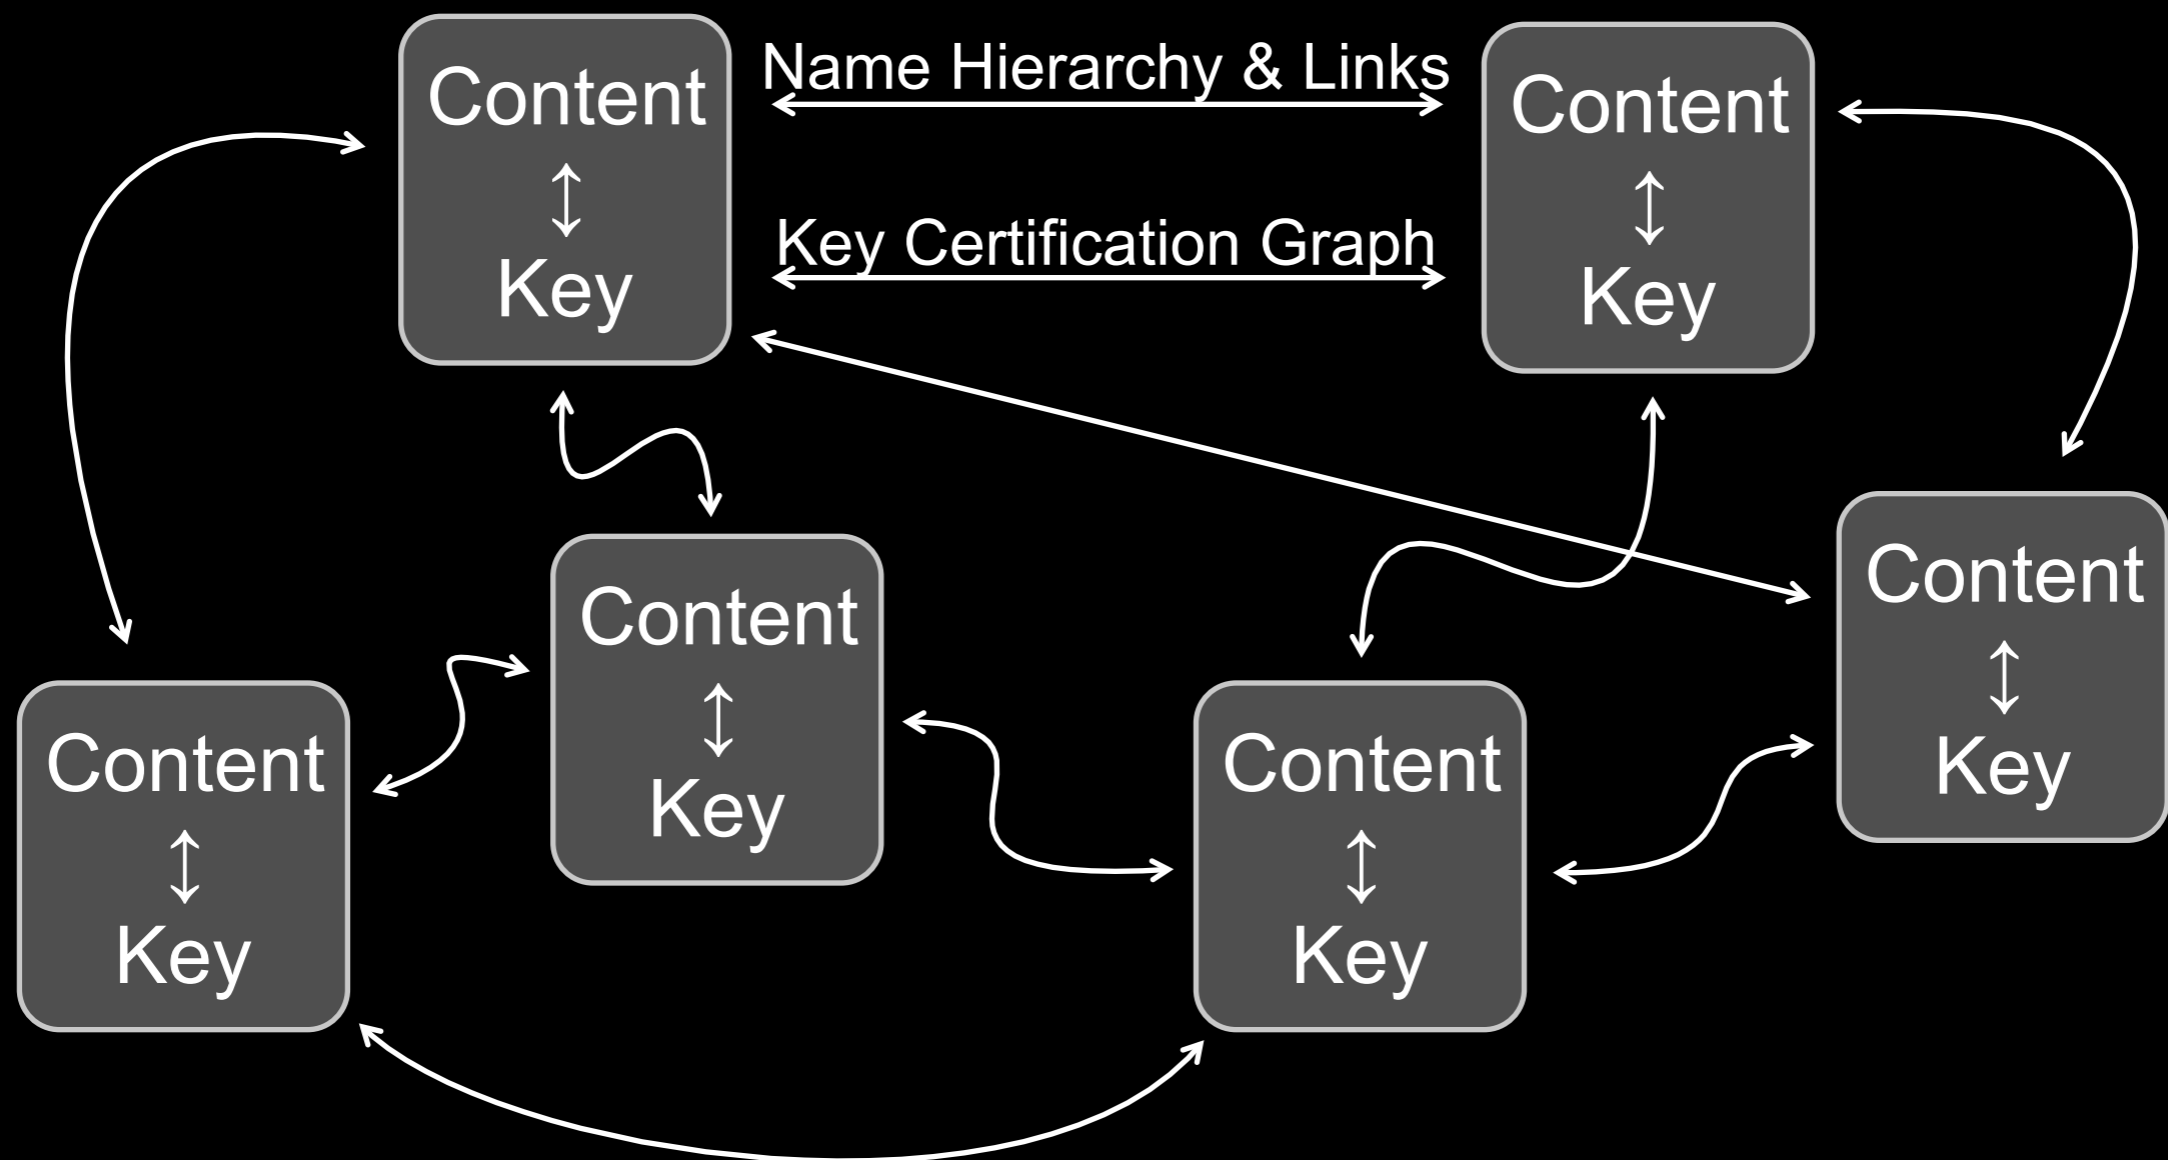 Content
↕
Key
Name Hierarchy & Links
Key Certification Graph
Content
↕
Key
Content
↕
Key
Content
↕
Key
Content
↕
Key
Content
↕
Key